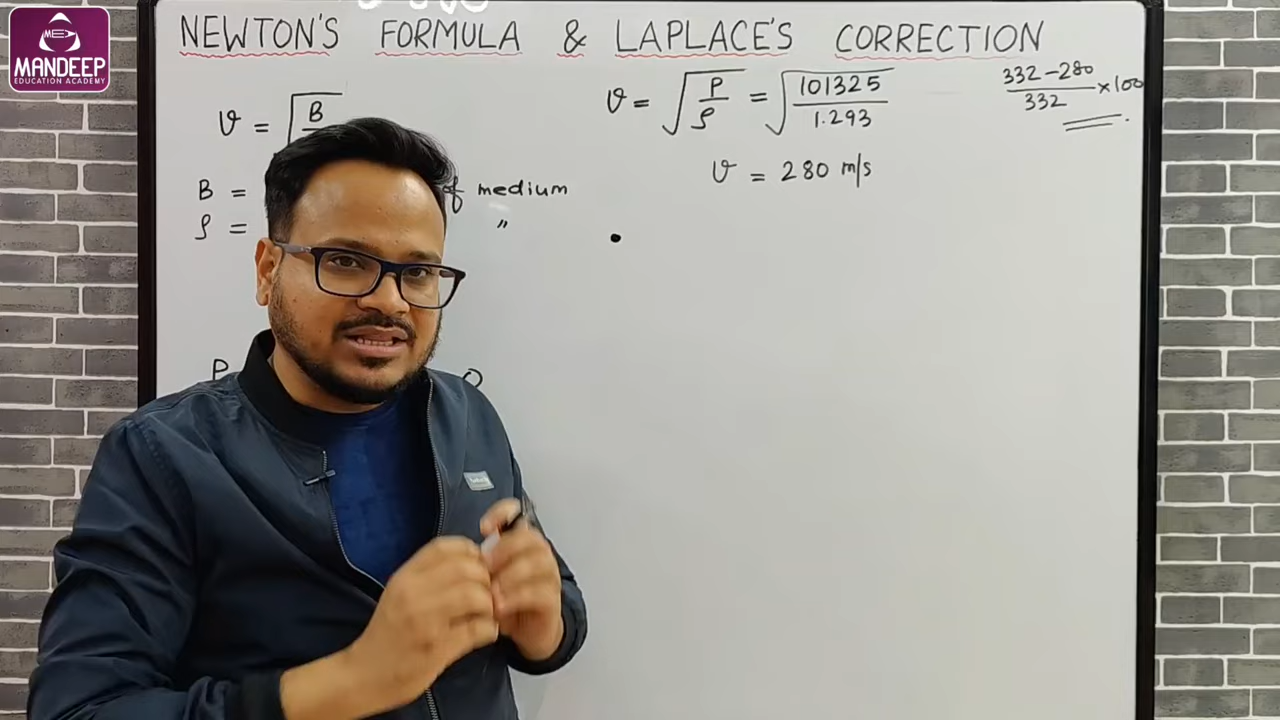 MANDEEP
EDUCATION ACADEMY
NEWTON'S FORMULA & LAPLACE'S CORRECTION
v = √B
B = of medium
ρ = "
P
v = √(P/ρ) = √(101325/1.293)
v = 280 m/s
(332-280)/332 ×100